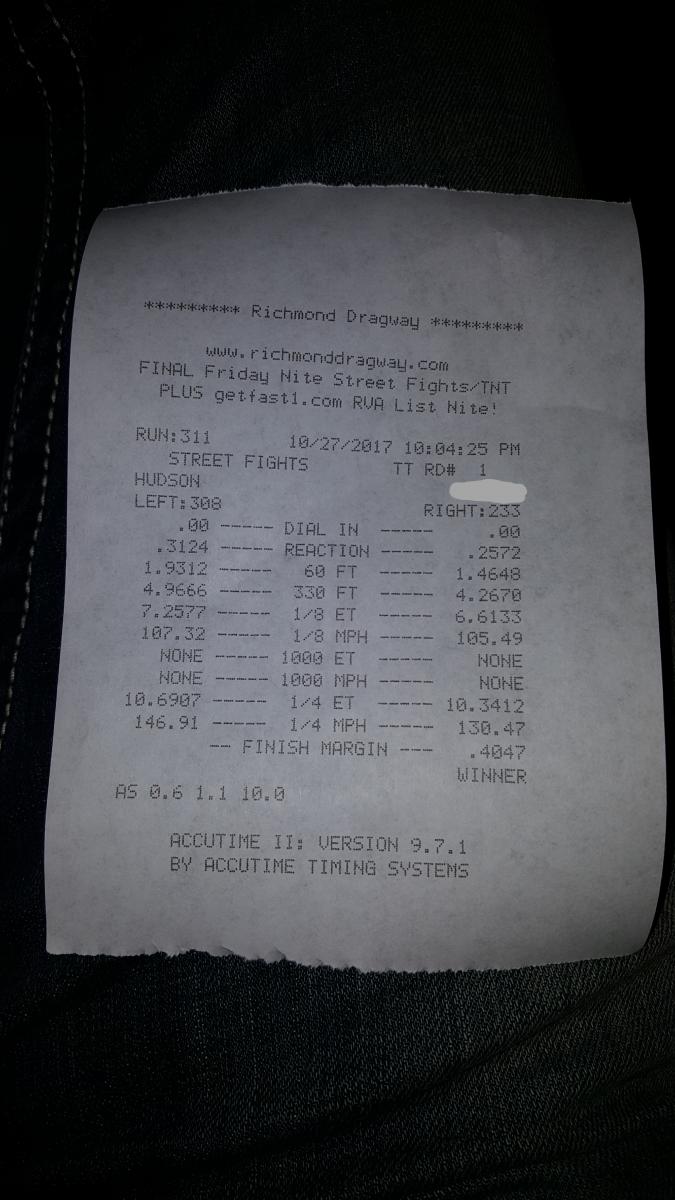 ********* Richmond Dragway *********
www.richmonddragway.com
FINAL Friday Nite Street Fights/TNT
PLUS getfast1.com RVA List Nite!
RUN:311 10/27/2017 10:04:25 PM
STREET FIGHTS TT RD# 1
HUDSON
LEFT:308 RIGHT:233
.00 ----- DIAL IN ----- .00
.3124 ----- REACTION ----- .2572
1.9312 ----- 60 FT ----- 1.4648
4.9666 ----- 330 FT ----- 4.2670
7.2577 ----- 1/8 ET ----- 6.6133
107.32 ----- 1/8 MPH ----- 105.49
NONE ----- 1000 ET ----- NONE
NONE ----- 1000 MPH ----- NONE
10.6907 ----- 1/4 ET ----- 10.3412
146.91 ----- 1/4 MPH ----- 130.47
-- FINISH MARGIN --- .4047
WINNER
AS 0.6 1.1 10.0
ACCUTIME II: VERSION 9.7.1
BY ACCUTIME TIMING SYSTEMS